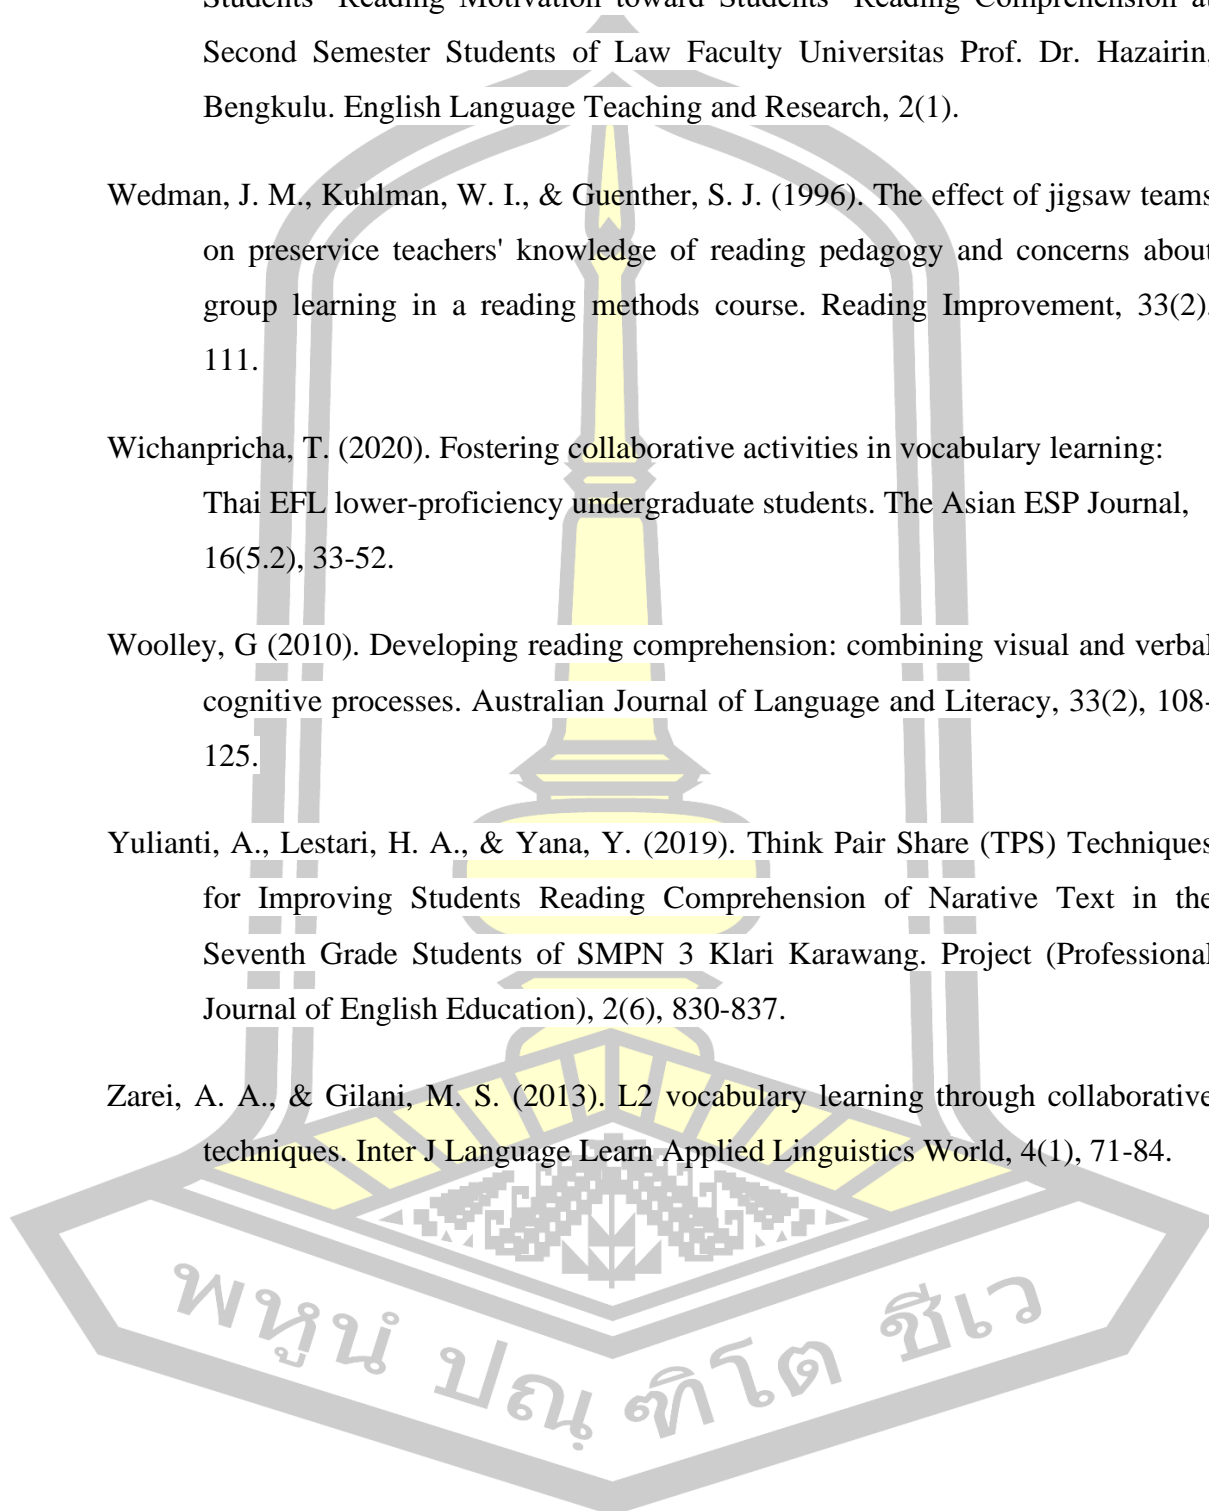 Students' Reading Motivation toward Students' Reading Comprehension at
Second Semester Students of Law Faculty Universitas Prof. Dr. Hazairin,
Bengkulu. English Language Teaching and Research, 2(1).
Wedman, J. M., Kuhlman, W. I., & Guenther, S. J. (1996). The effect of jigsaw teams
on preservice teachers' knowledge of reading pedagogy and concerns about
group learning in a reading methods course. Reading Improvement, 33(2),
111.
Wichanpricha, T. (2020). Fostering collaborative activities in vocabulary learning:
Thai EFL lower-proficiency undergraduate students. The Asian ESP Journal,
16(5.2), 33-52.
Woolley, G (2010). Developing reading comprehension: combining visual and verbal
cognitive processes. Australian Journal of Language and Literacy, 33(2), 108-
125.
Yulianti, A., Lestari, H. A., & Yana, Y. (2019). Think Pair Share (TPS) Techniques
for Improving Students Reading Comprehension of Narative Text in the
Seventh Grade Students of SMPN 3 Klari Karawang. Project (Professional
Journal of English Education), 2(6), 830-837.
Zarei, A. A., & Gilani, M. S. (2013). L2 vocabulary learning through collaborative
techniques. Inter J Language Learn Applied Linguistics World, 4(1), 71-84.
พหูนํ ปณฺฑิโต ชีเว